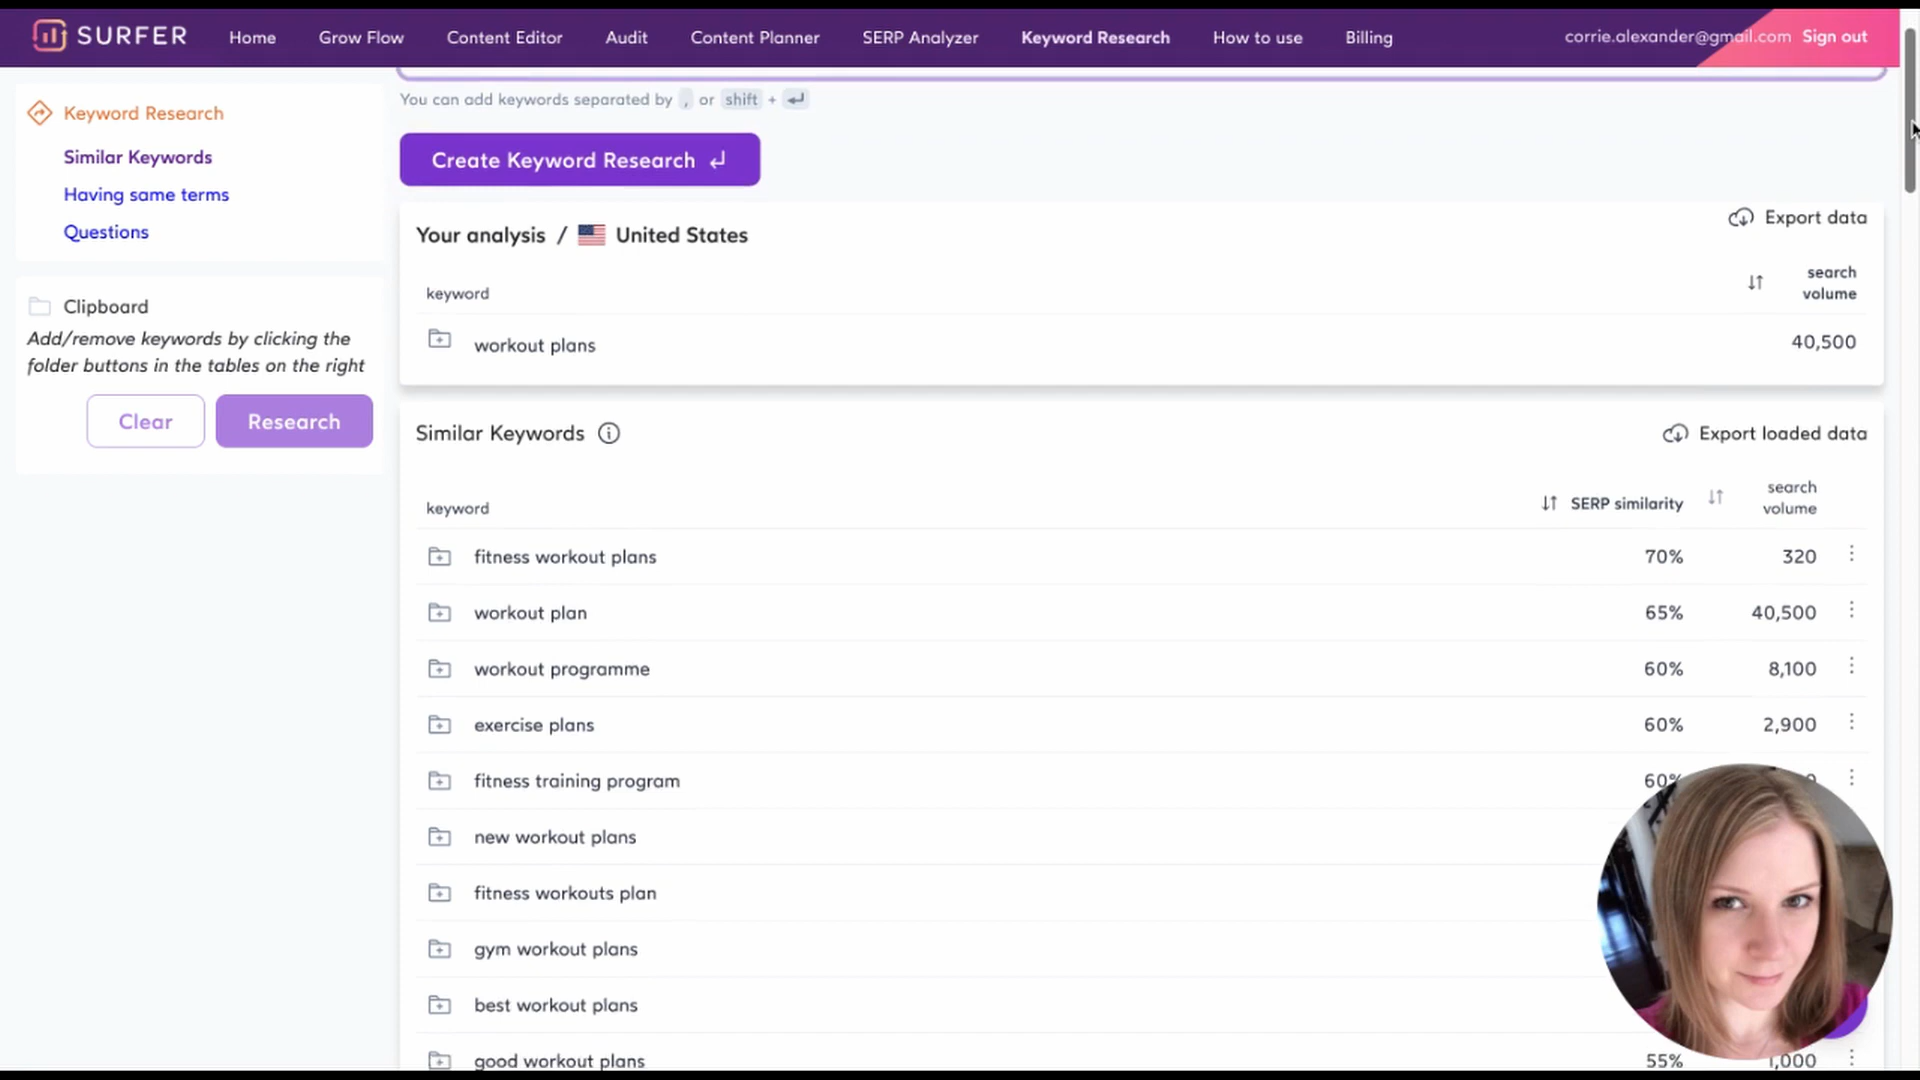 SURFER
Home Grow Flow Content Editor Audit Content Planner SERP Analyzer Keyword Research How to use Billing corrie.alexander@gmail.com Sign out
Keyword Research
Similar Keywords
Having same terms
Questions
Clipboard
Add/remove keywords by clicking the
folder buttons in the tables on the right
Clear Research
You can add keywords separated by , or shift + ↵
Create Keyword Research ↵
Your analysis / United States
Export data
keyword
search
volume
workout plans 40,500
Similar Keywords
Export loaded data
keyword SERP similarity
search
volume
fitness workout plans 70% 320
workout plan 65% 40,500
workout programme 60% 8,100
exercise plans 60% 2,900
fitness training program 60%
new workout plans
fitness workouts plan
gym workout plans
best workout plans
good workout plans 55% 1,000